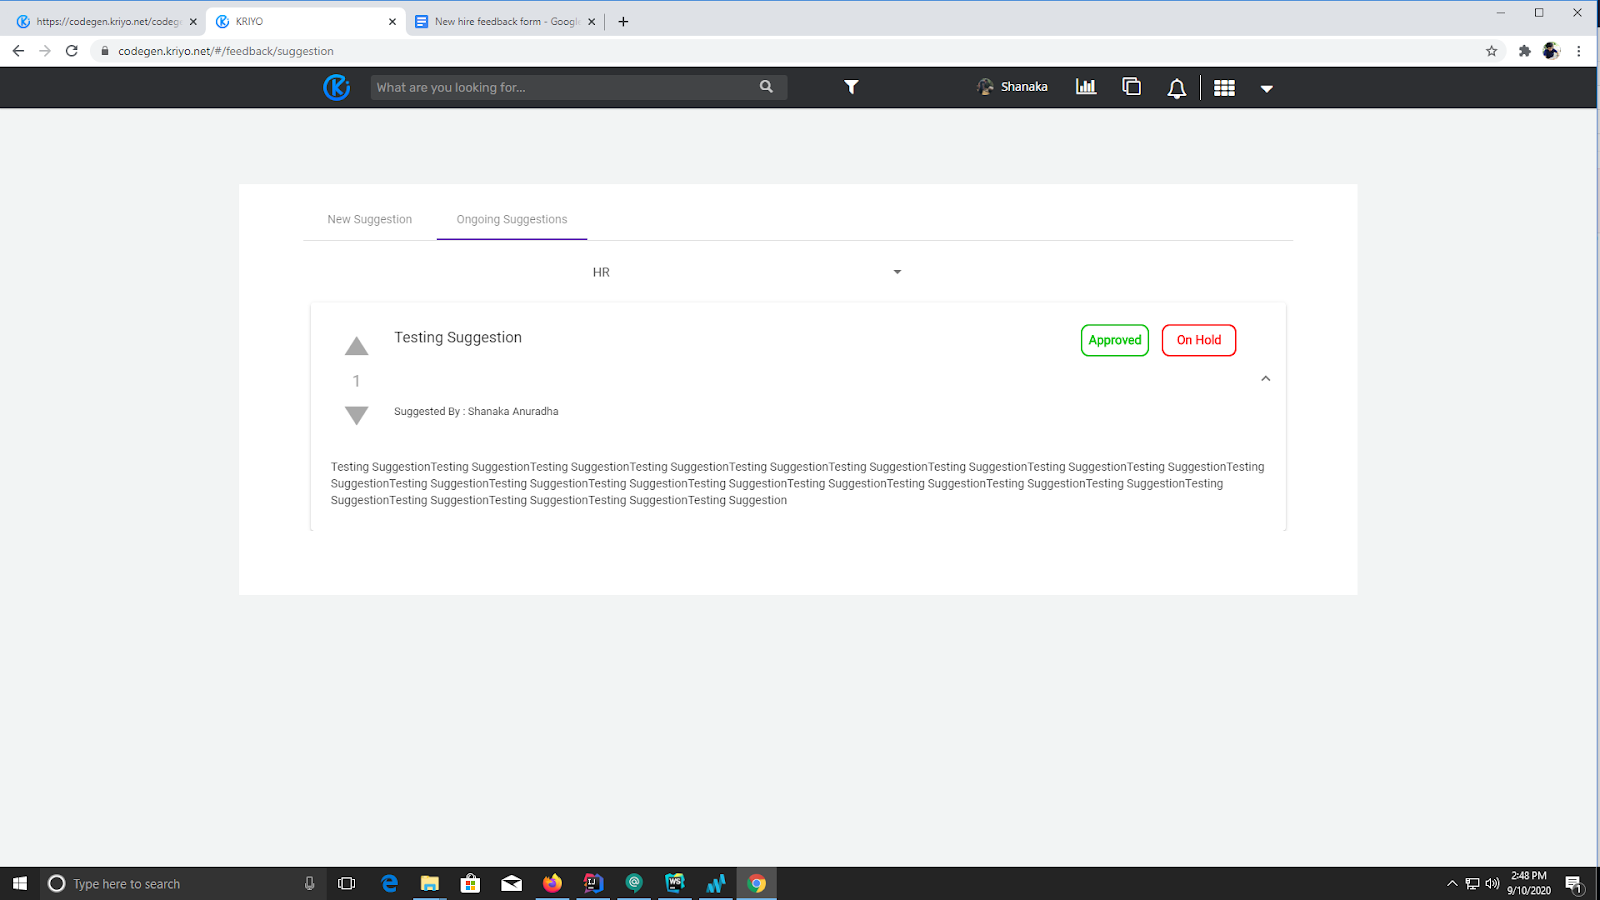 https://codegen.kriyo.net/codege
KRIYO
New hire feedback form - Googl
codegen.kriyo.net/#/feedback/suggestion
What are you looking for...
Shanaka
New Suggestion
Ongoing Suggestions
HR
Testing Suggestion
Approved
On Hold
1
Suggested By : Shanaka Anuradha
Testing SuggestionTesting SuggestionTesting SuggestionTesting SuggestionTesting SuggestionTesting SuggestionTesting SuggestionTesting SuggestionTesting SuggestionTesting
SuggestionTesting SuggestionTesting SuggestionTesting SuggestionTesting SuggestionTesting SuggestionTesting SuggestionTesting SuggestionTesting SuggestionTesting
SuggestionTesting SuggestionTesting SuggestionTesting SuggestionTesting Suggestion
Type here to search
2:48 PM
9/10/2020
1